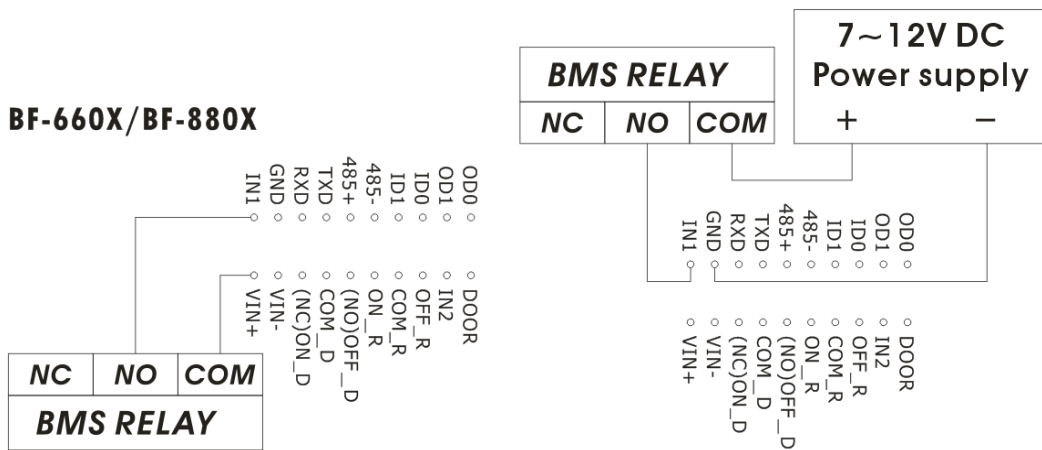 BF-660X/BF-880X
IN1
GND
RXD
TXD
485+
485-
ID1
ID0
OD1
OD0
VIN+
VIN-
(NC)ON_D
COM_D
(NO)OFF_D
ON_R
COM_R
OFF_R
IN2
DOOR
NC NO COM
BMS RELAY
BMS RELAY
NC NO COM
7~12V DC
Power supply
+ −
IN1
GND
RXD
TXD
485+
485-
ID1
ID0
OD1
OD0
VIN+
VIN-
(NC)ON_D
COM_D
(NO)OFF_D
ON_R
COM_R
OFF_R
IN2
DOOR